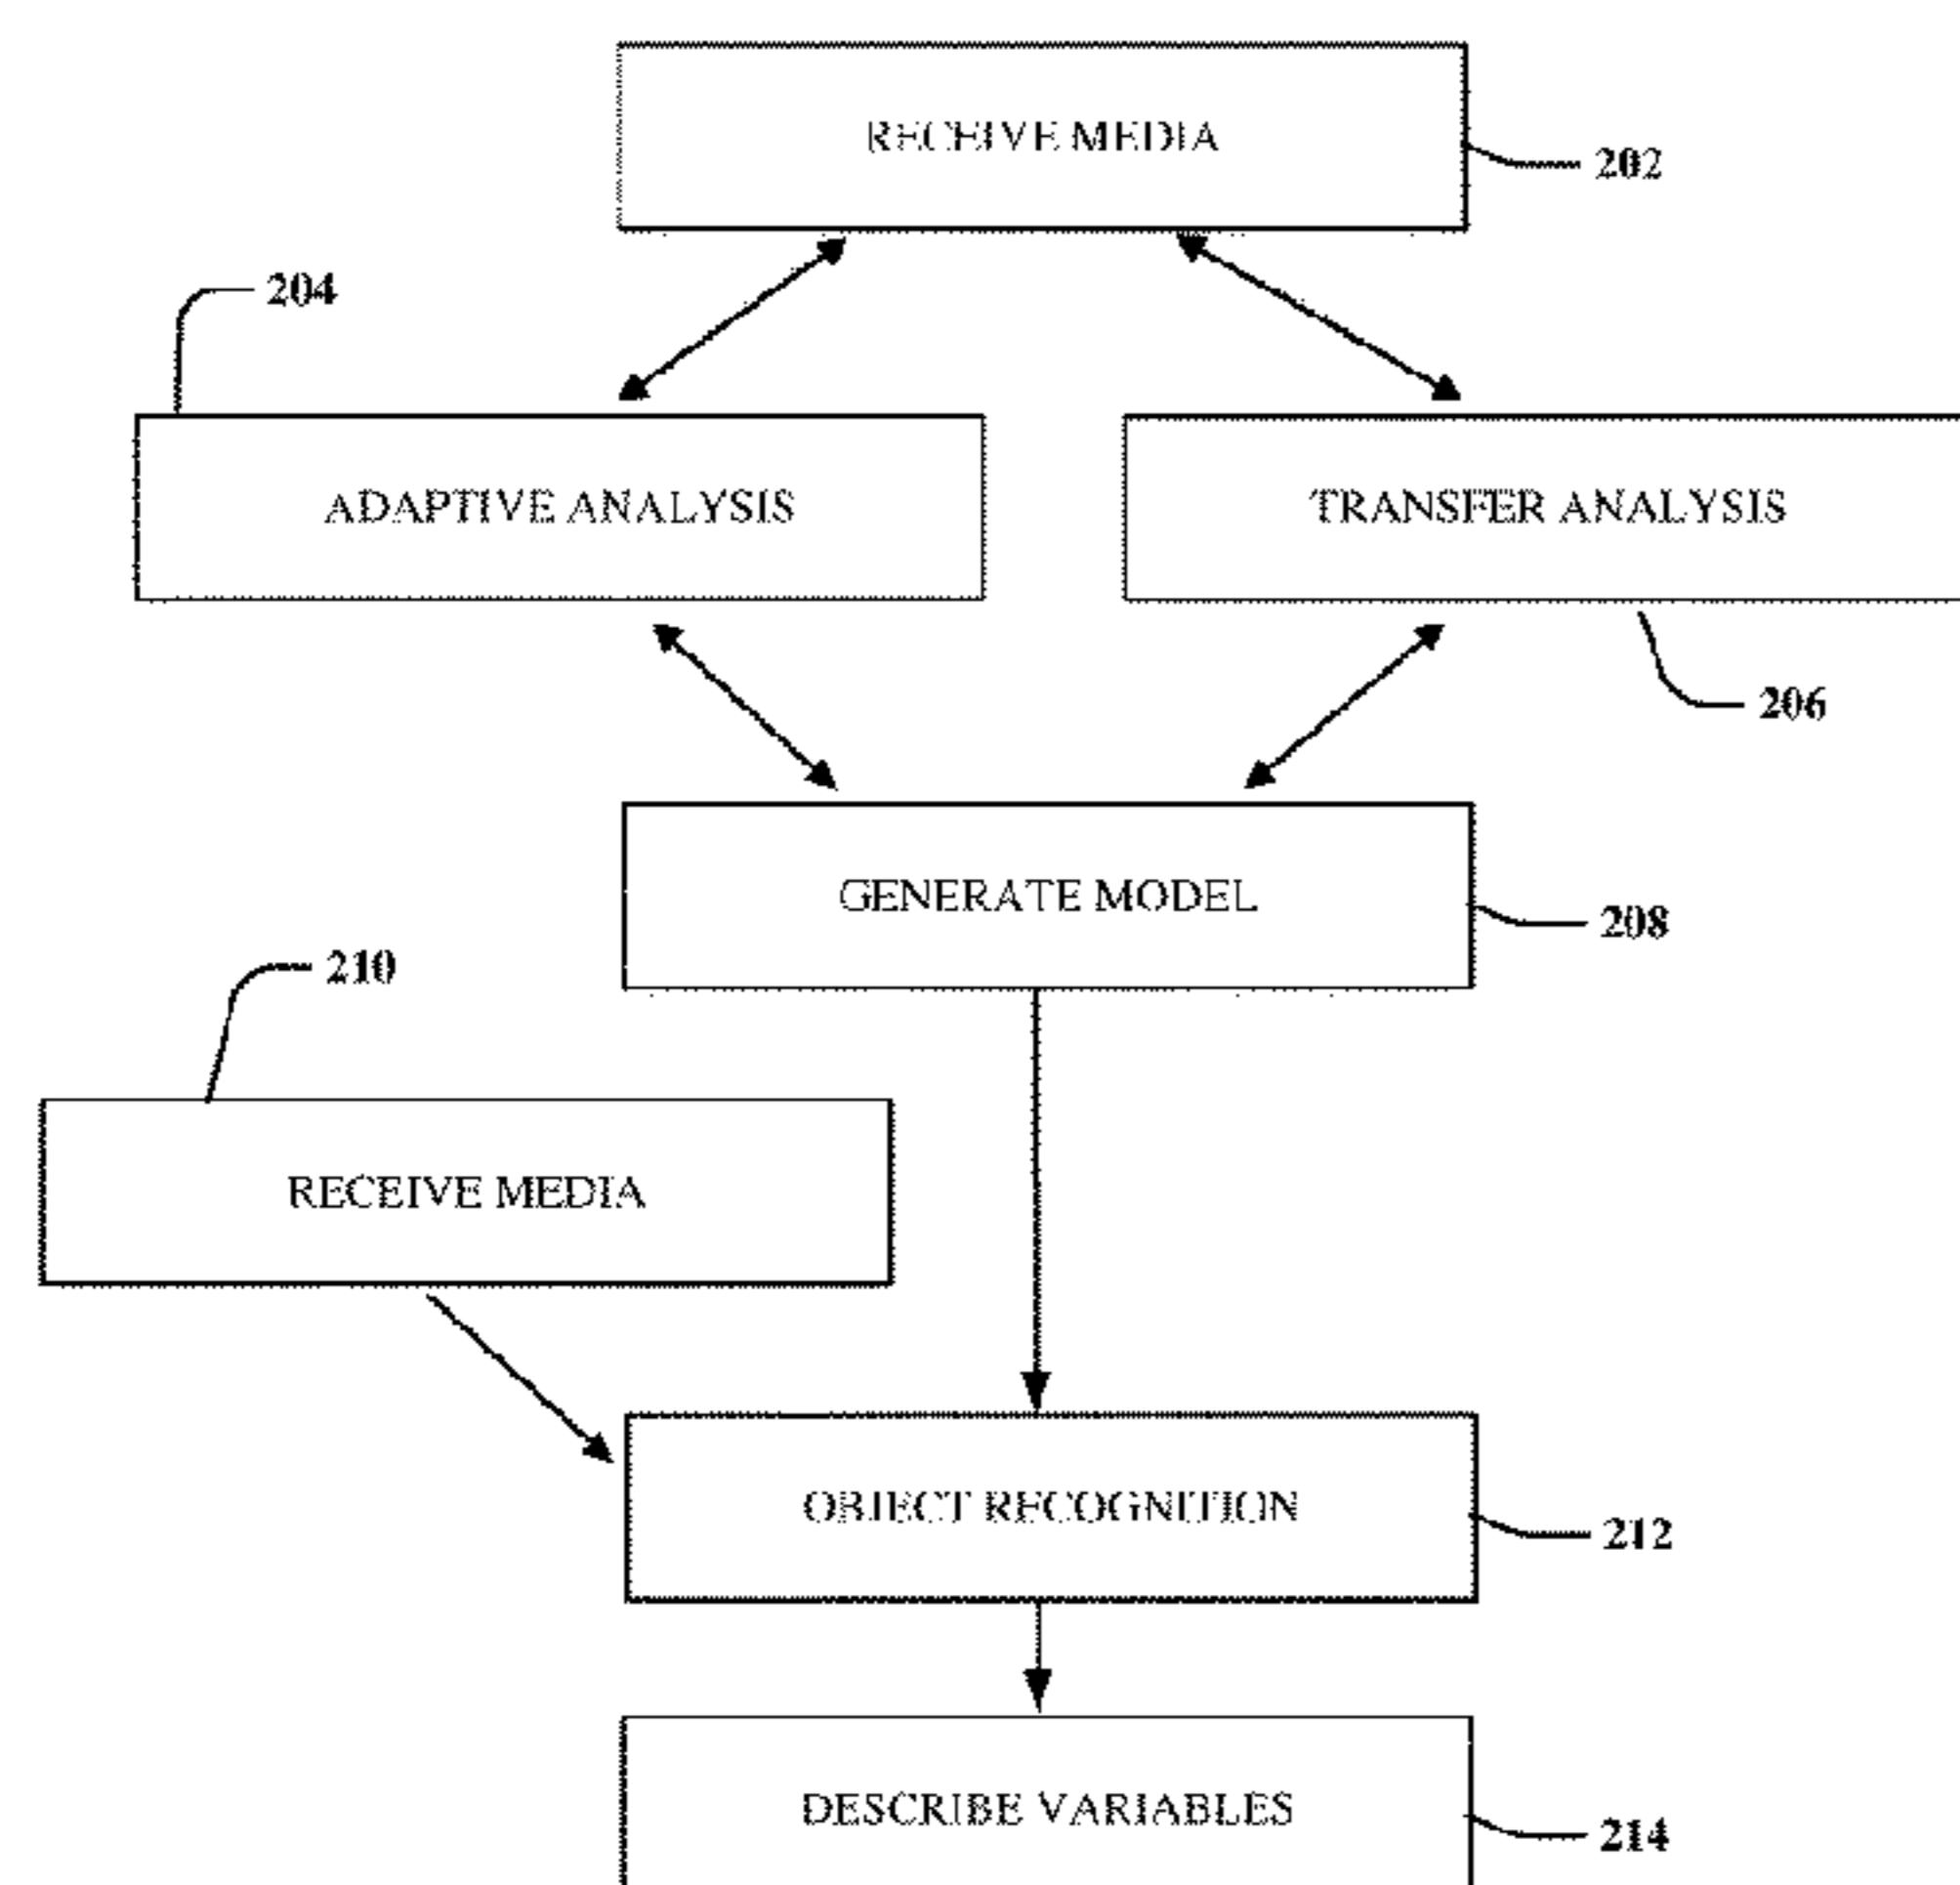 RECEIVE MEDIA
202
204
ADAPTIVE ANALYSIS
TRANSFER ANALYSIS
206
GENERATE MODEL
208
210
RECEIVE MEDIA
OBJECT RECOGNITION
212
DESCRIBE VARIABLES
214